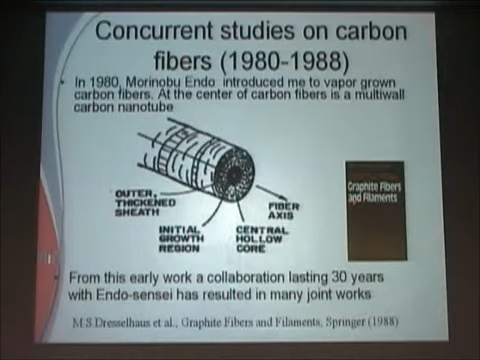 Concurrent studies on carbon
fibers (1980-1988)
In 1980, Morinobu Endo introduced me to vapor grown
carbon fibers. At the center of carbon fibers is a multiwall
carbon nanotube
OUTER,
THICKENED
SHEATH
INITIAL
GROWTH
REGION
CENTRAL
HOLLOW
CORE
FIBER
AXIS
Graphite Fibers
and Filaments
From this early work a collaboration lasting 30 years
with Endo-sensei has resulted in many joint works
M.S.Dresselhaus et al., Graphite Fibers and Filaments, Springer (1988)